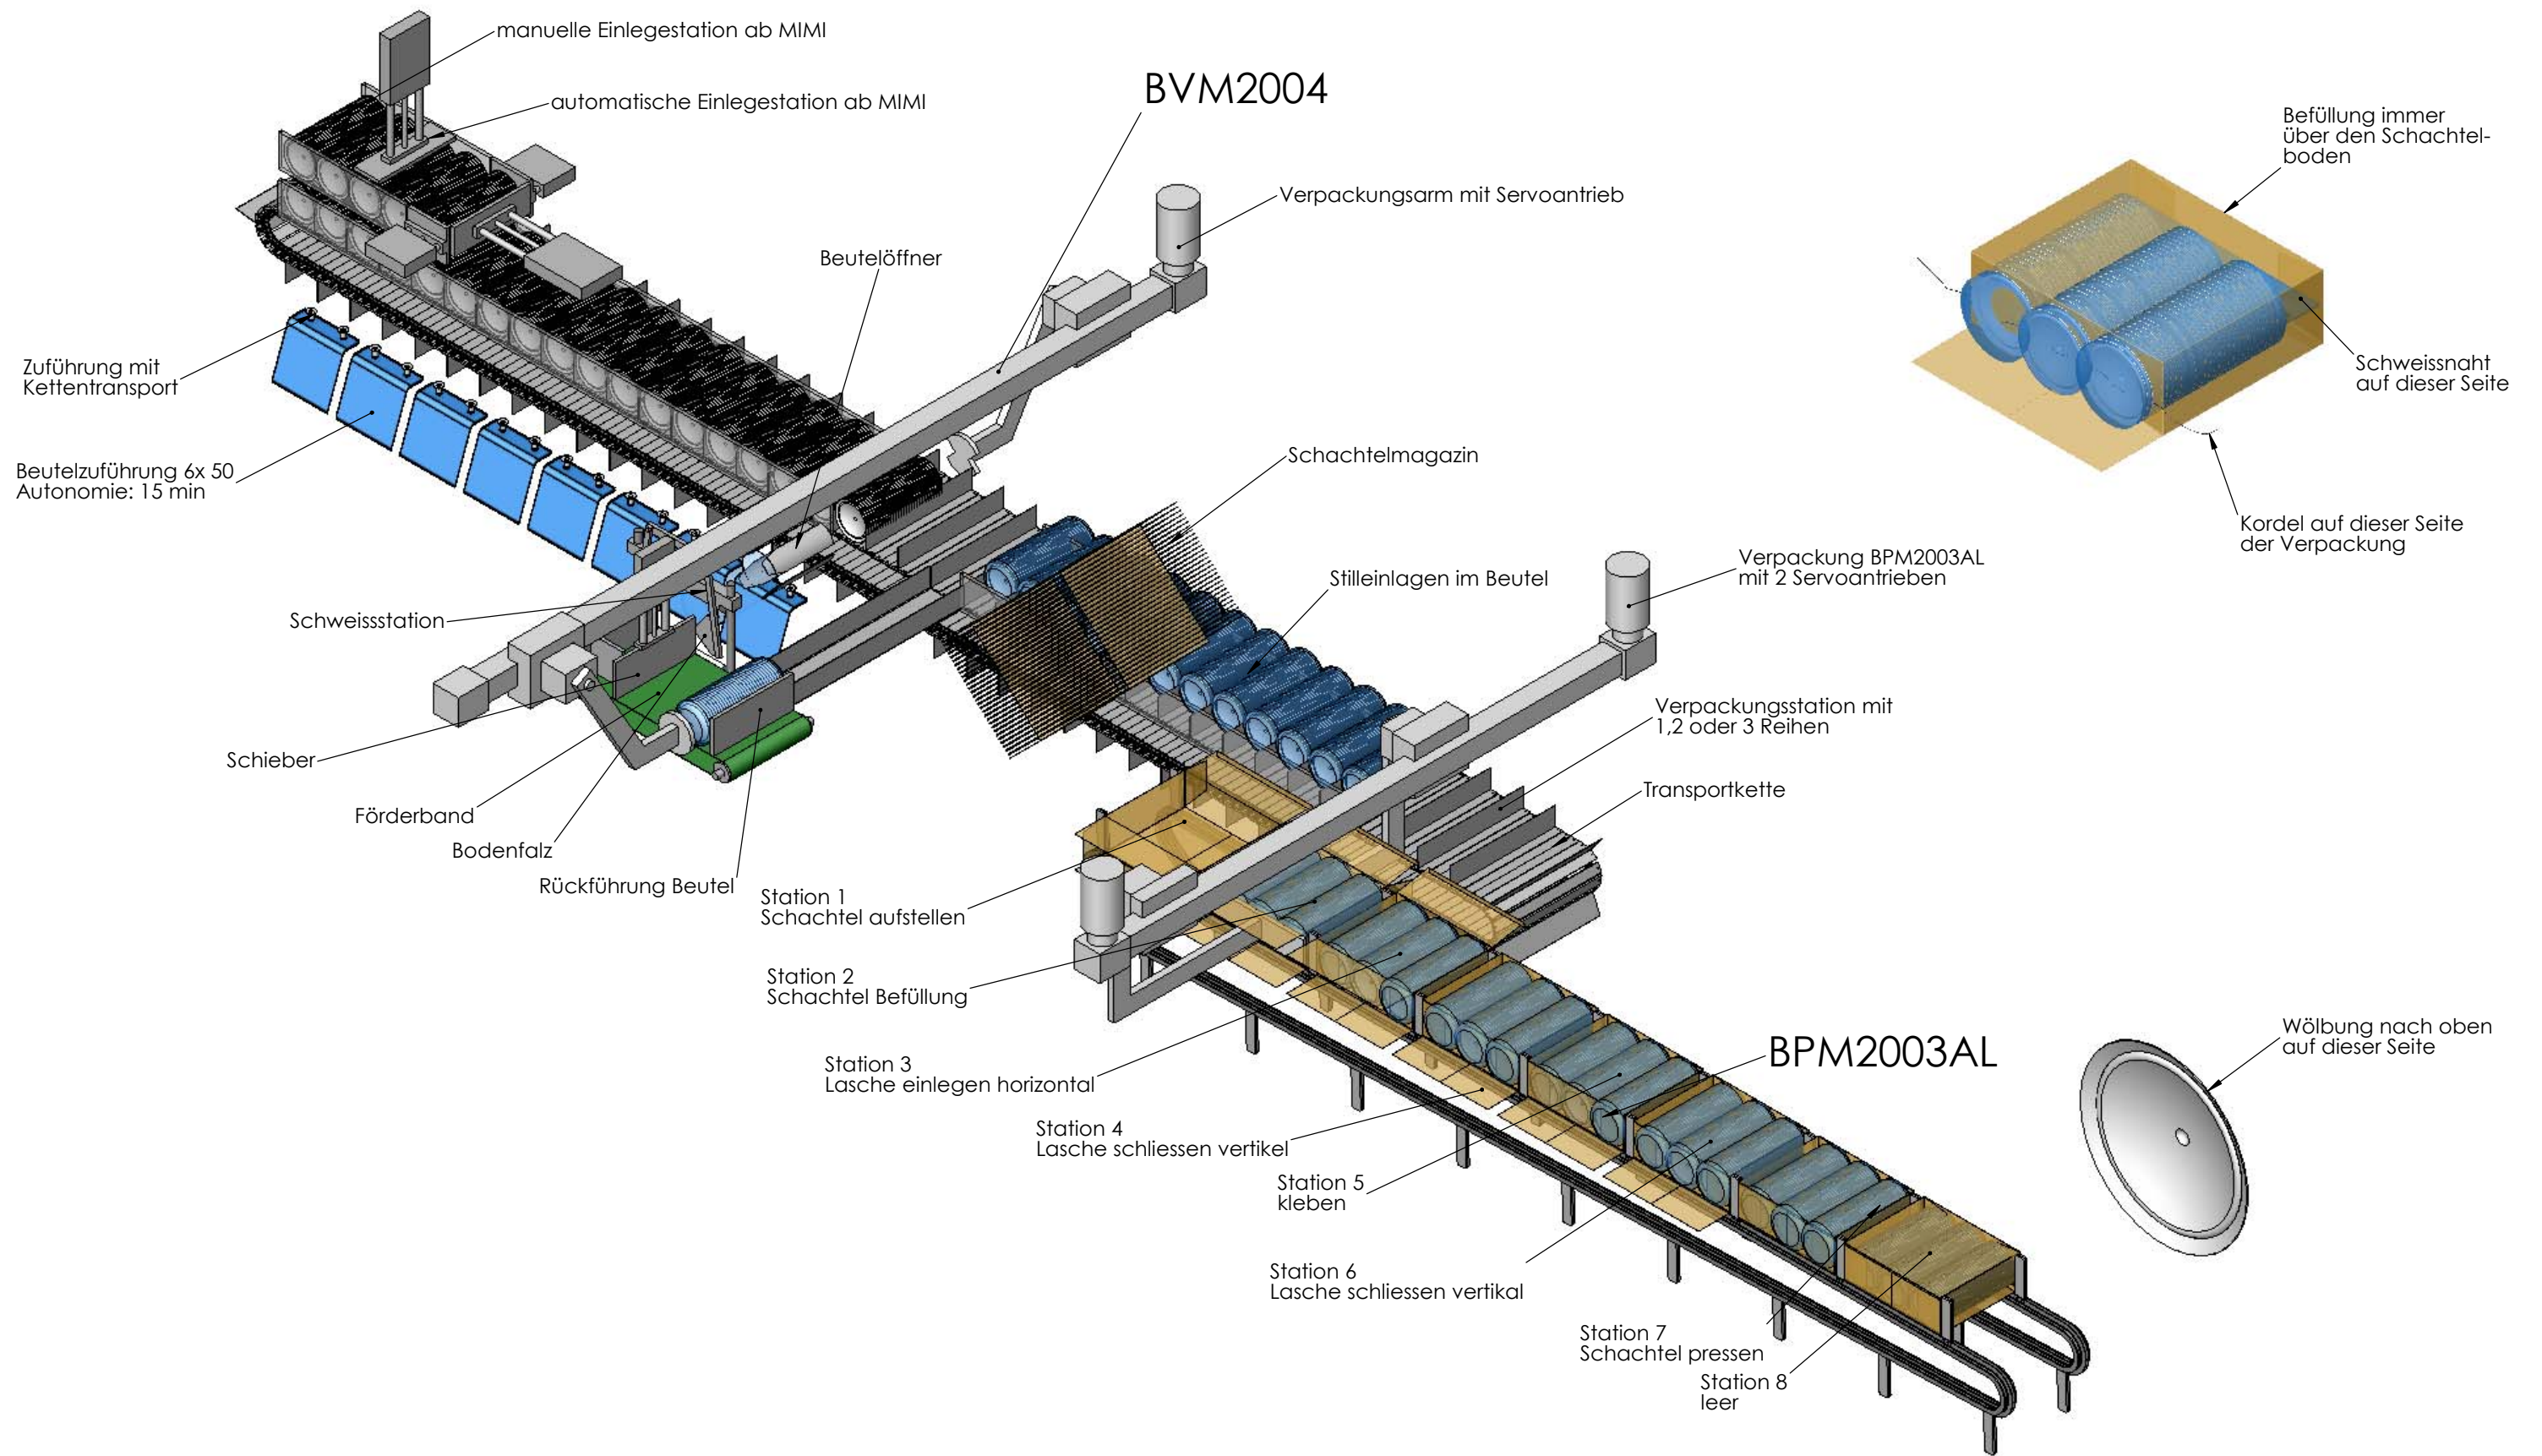 manuelle Einlegestation ab MIMI
automatische Einlegestation ab MIMI
BVM2004
Befüllung immer
über den Schachtel-
boden
Verpackungsarm mit Servoantrieb
Beutelöffner
Zuführung mit
Kettentransport
Schweissnaht
auf dieser Seite
Beutelzuführung 6x 50
Autonomie: 15 min
Schachtelmagazin
Kordel auf dieser Seite
der Verpackung
Verpackung BPM2003AL
mit 2 Servoantrieben
Stilleinlagen im Beutel
Schweissstation
Verpackungsstation mit
1,2 oder 3 Reihen
Schieber
Transportkette
Förderband
Bodenfalz
Rückführung Beutel
Station 1
Schachtel aufstellen
Station 2
Schachtel Befüllung
Wölbung nach oben
auf dieser Seite
BPM2003AL
Station 3
Lasche einlegen horizontal
Station 4
Lasche schliessen vertikel
Station 5
kleben
Station 6
Lasche schliessen vertikal
Station 7
Schachtel pressen
Station 8
leer